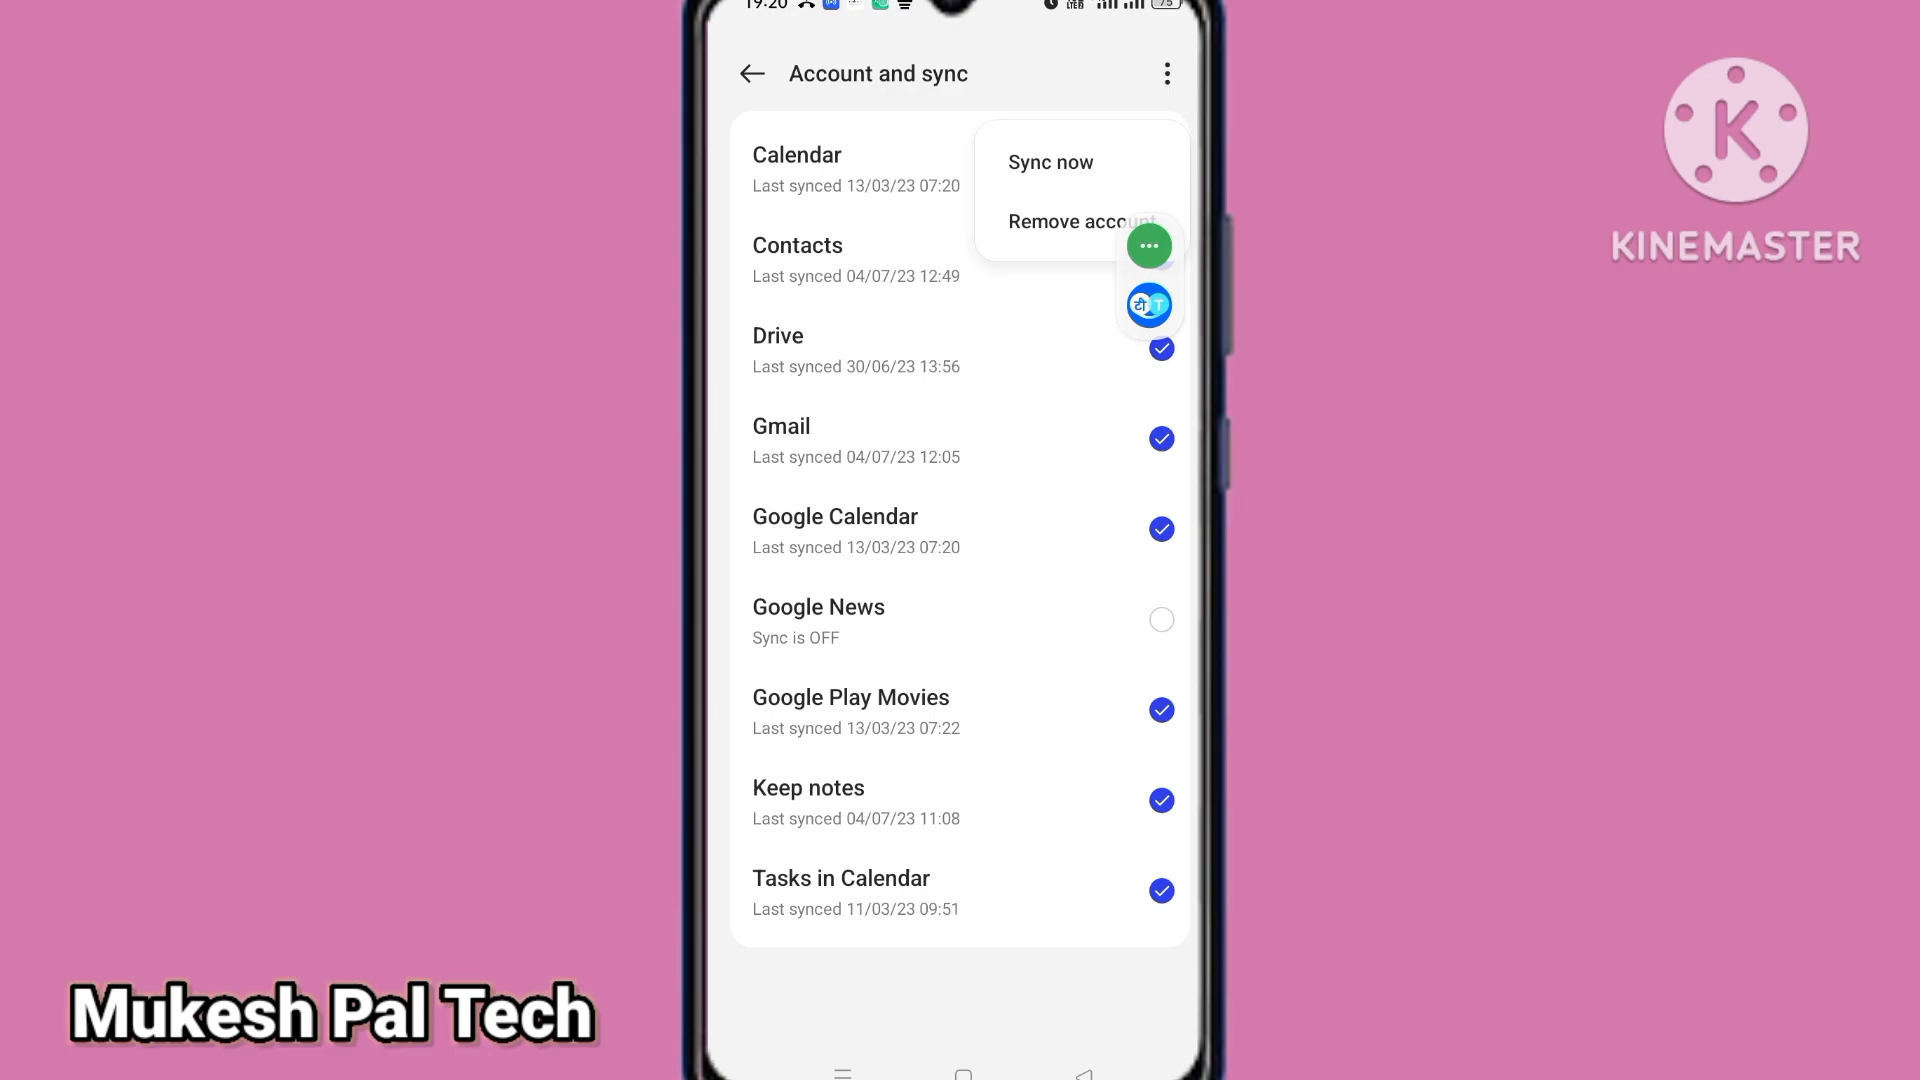 19:20
75
Account and sync
Sync now
Remove account
Calendar
Last synced 13/03/23 07:20
Contacts
Last synced 04/07/23 12:49
टी T
Drive
Last synced 30/06/23 13:56
Gmail
Last synced 04/07/23 12:05
Google Calendar
Last synced 13/03/23 07:20
Google News
Sync is OFF
Google Play Movies
Last synced 13/03/23 07:22
Keep notes
Last synced 04/07/23 11:08
Tasks in Calendar
Last synced 11/03/23 09:51
K
KINEMASTER
Mukesh Pal Tech